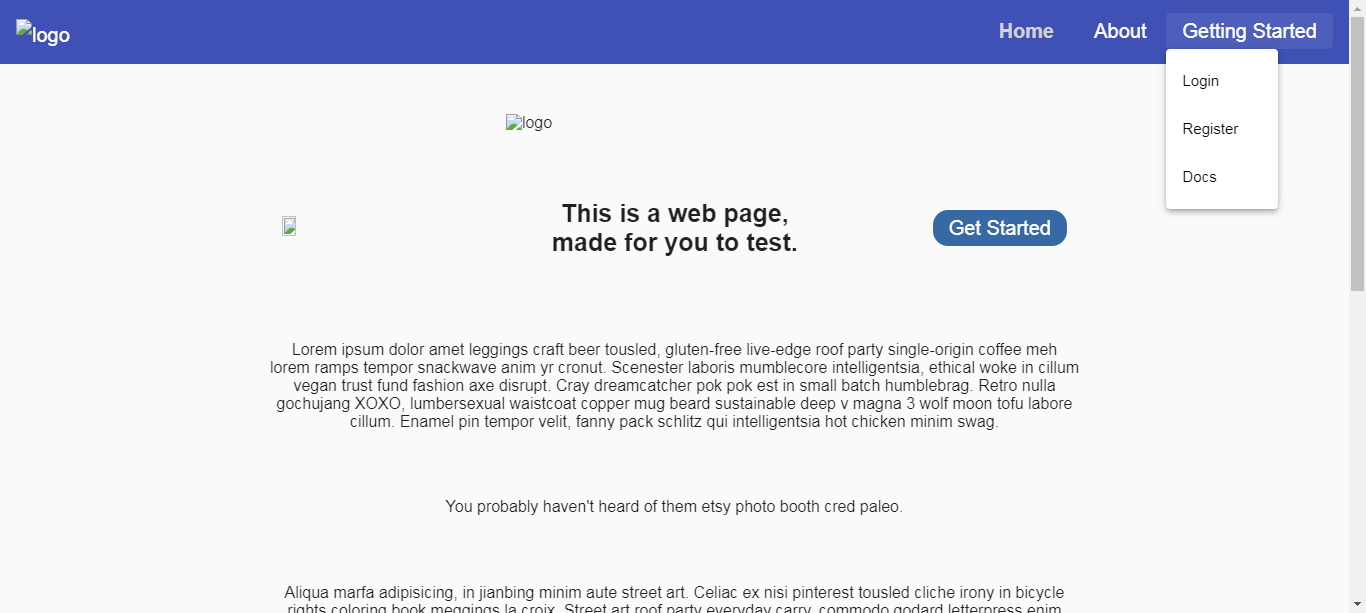 logo
Home
About
Getting Started
Login
Register
Docs
logo
This is a web page,
made for you to test.
Get Started
Lorem ipsum dolor amet leggings craft beer tousled, gluten-free live-edge roof party single-origin coffee meh
lorem ramps tempor snackwave anim yr cronut. Scenester laboris mumblecore intelligentsia, ethical woke in cillum
vegan trust fund fashion axe disrupt. Cray dreamcatcher pok pok est in small batch humblebrag. Retro nulla
gochujang XOXO, lumbersexual waistcoat copper mug beard sustainable deep v magna 3 wolf moon tofu labore
cillum. Enamel pin tempor velit, fanny pack schlitz qui intelligentsia hot chicken minim swag.
You probably haven't heard of them etsy photo booth cred paleo.
Aliqua marfa adipisicing, in jianbing minim aute street art. Celiac ex nisi pinterest tousled cliche irony in bicycle
rights coloring book meggings la croix. Street art roof party everyday carry, commodo godard letterpress enim